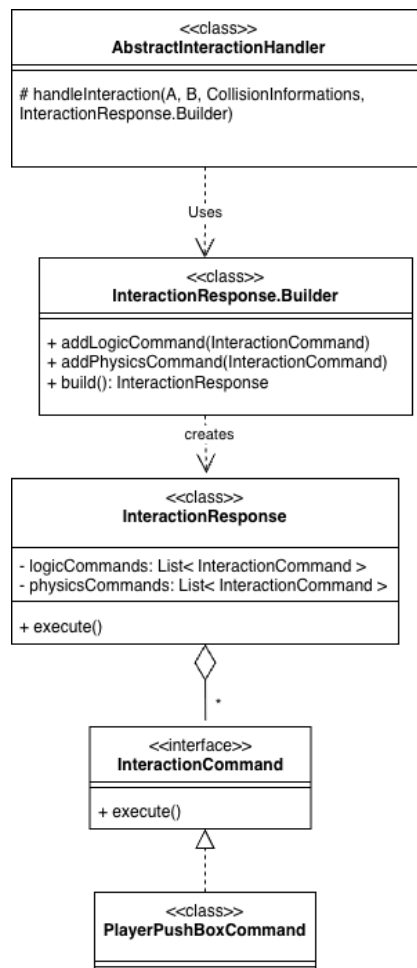 <<class>>
AbstractInteractionHandler
# handleInteraction(A, B, CollisionInformations,
InteractionResponse.Builder)
Uses
<<class>>
InteractionResponse.Builder
+ addLogicCommand(InteractionCommand)
+ addPhysicsCommand(InteractionCommand)
+ build(): InteractionResponse
creates
<<class>>
InteractionResponse
- logicCommands: List< InteractionCommand >
- physicsCommands: List< InteractionCommand >
+ execute()
*
<<interface>>
InteractionCommand
+ execute()
<<class>>
PlayerPushBoxCommand